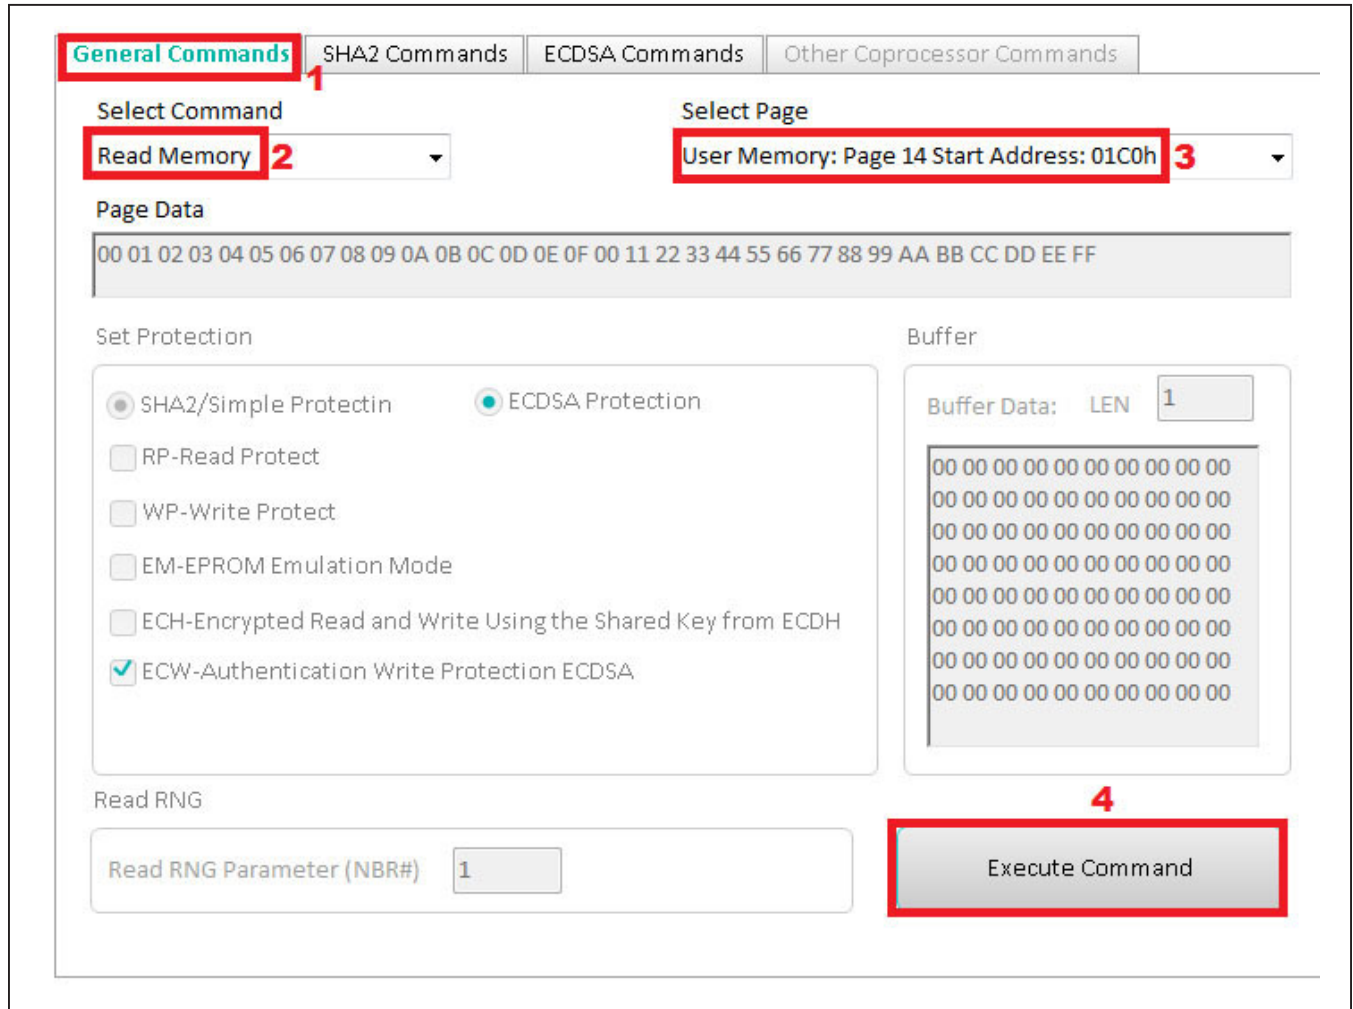 General Commands SHA2 Commands ECDSA Commands Other Coprocessor Commands
1
Select Command Select Page
Read Memory 2 User Memory: Page 14 Start Address: 01C0h 3
Page Data
00 01 02 03 04 05 06 07 08 09 0A 0B 0C 0D 0E 0F 00 11 22 33 44 55 66 77 88 99 AA BB CC DD EE FF
Set Protection Buffer
SHA2/Simple Protectin ECDSA Protection Buffer Data: LEN 1
RP-Read Protect
WP-Write Protect
EM-EPROM Emulation Mode
ECH-Encrypted Read and Write Using the Shared Key from ECDH
ECW-Authentication Write Protection ECDSA
00 00 00 00 00 00 00 00 00 00
00 00 00 00 00 00 00 00 00 00
00 00 00 00 00 00 00 00 00 00
00 00 00 00 00 00 00 00 00 00
00 00 00 00 00 00 00 00 00 00
00 00 00 00 00 00 00 00 00 00
00 00 00 00 00 00 00 00 00 00
00 00 00 00 00 00 00 00 00 00
Read RNG 4
Read RNG Parameter (NBR#) 1 Execute Command